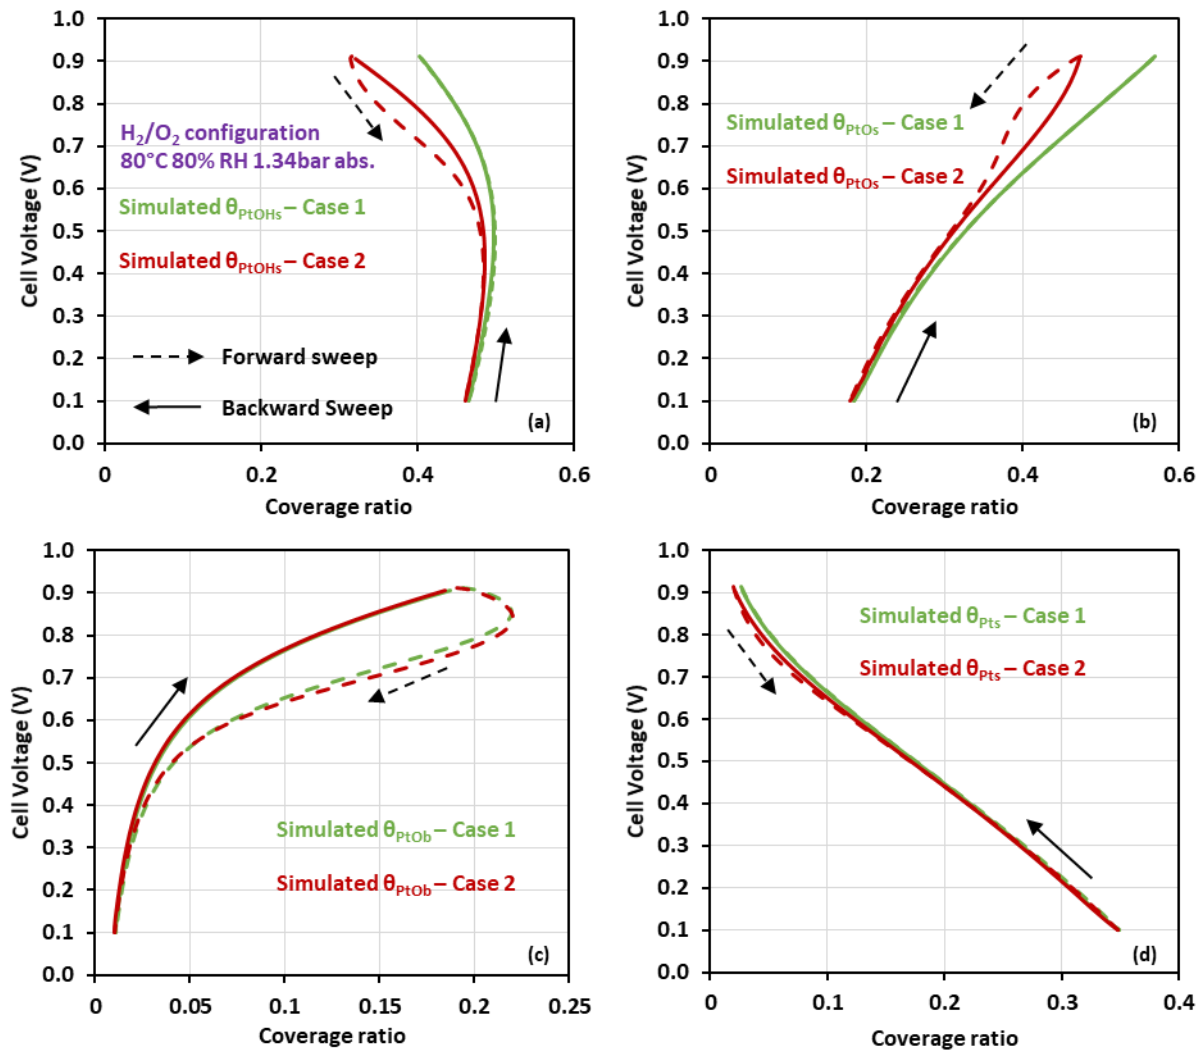 1.0
0.9
0.8
0.7
0.6
0.5
0.4
0.3
0.2
0.1
0.0
Cell Voltage (V)
H2/O2 configuration
80°C 80% RH 1.34bar abs.
Simulated θPtOHs – Case 1
Simulated θPtOHs – Case 2
Forward sweep
Backward Sweep
(a)
0 0.2 0.4 0.6
Coverage ratio
1.0
0.9
0.8
0.7
0.6
0.5
0.4
0.3
0.2
0.1
0.0
Cell Voltage (V)
Simulated θPtOs – Case 1
Simulated θPtOs – Case 2
(b)
0 0.2 0.4 0.6
Coverage ratio
1.0
0.9
0.8
0.7
0.6
0.5
0.4
0.3
0.2
0.1
0.0
Cell Voltage (V)
Simulated θPtOb – Case 1
Simulated θPtOb – Case 2
(c)
0 0.05 0.1 0.15 0.2 0.25
Coverage ratio
1.0
0.9
0.8
0.7
0.6
0.5
0.4
0.3
0.2
0.1
0.0
Cell Voltage (V)
Simulated θPts – Case 1
Simulated θPts – Case 2
(d)
0 0.1 0.2 0.3 0.4
Coverage ratio